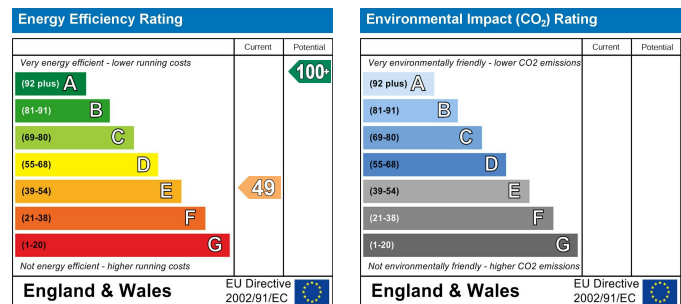 Energy Efficiency Rating
Current Potential
Very energy efficient - lower running costs
(92 plus) A
100+
(81-91) B
(69-80) C
(55-68) D
(39-54) E
49
(21-38) F
(1-20) G
Not energy efficient - higher running costs
England & Wales
EU Directive
2002/91/EC
Environmental Impact (CO₂) Rating
Current Potential
Very environmentally friendly - lower CO2 emissions
(92 plus) A
(81-91) B
(69-80) C
(55-68) D
(39-54) E
(21-38) F
(1-20) G
Not environmentally friendly - higher CO2 emissions
England & Wales
EU Directive
2002/91/EC